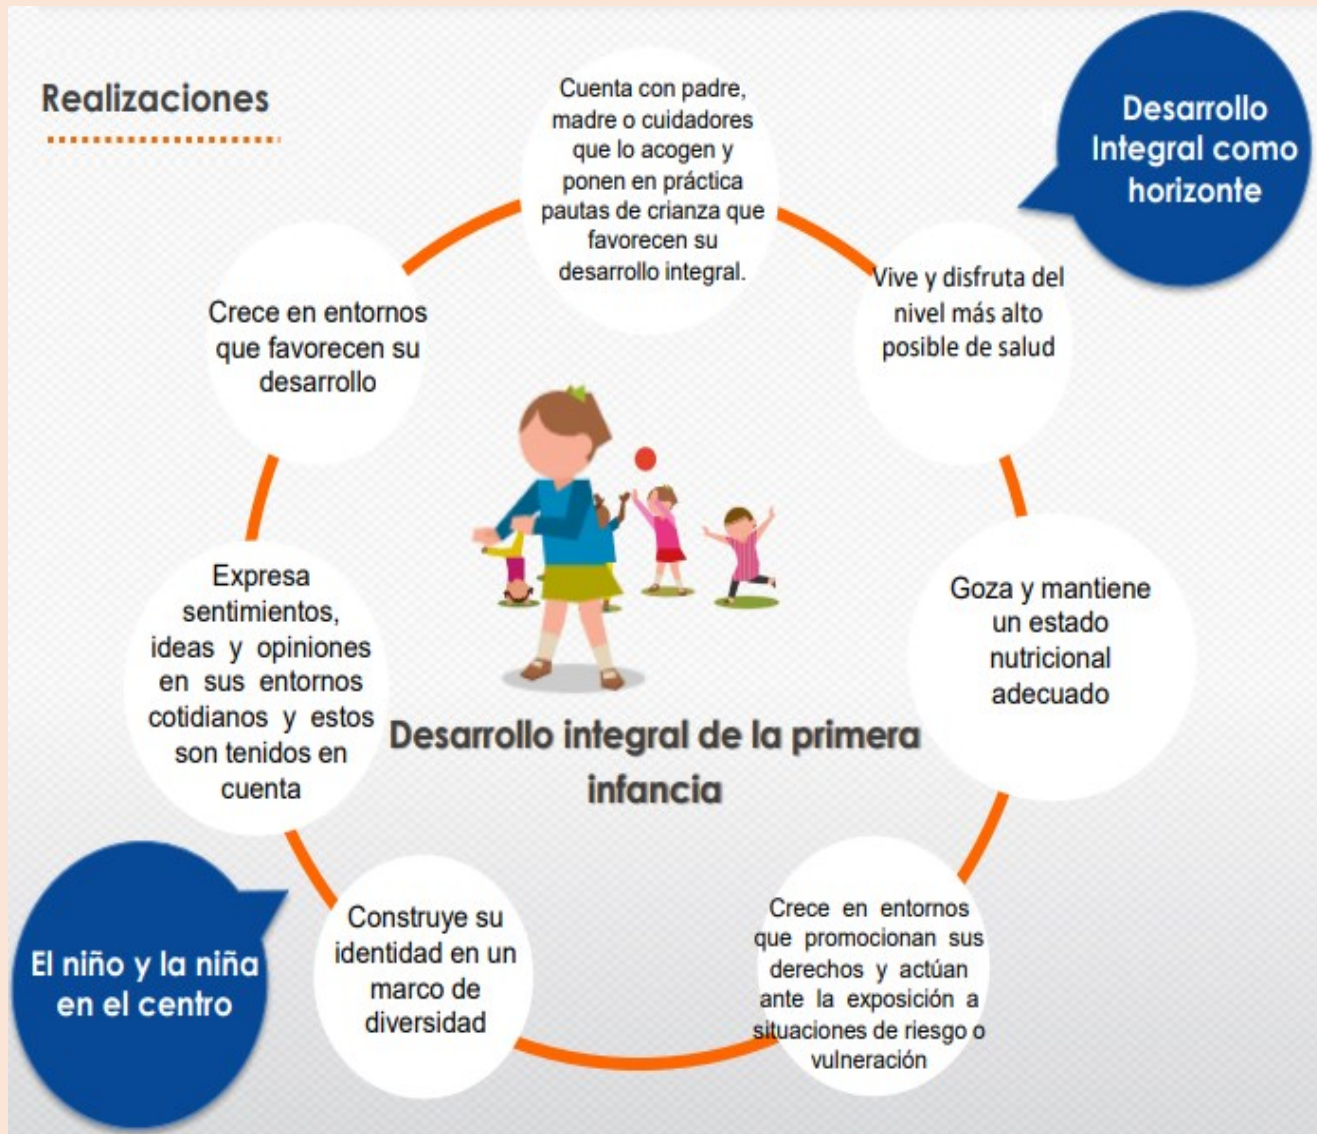 Realizaciones
Cuenta con padre,
madre o cuidadores
que lo acogen y
ponen en práctica
pautas de crianza que
favorecen su
desarrollo integral.
Desarrollo
Integral como
horizonte
Vive y disfruta del
nivel más alto
posible de salud
Crece en entornos
que favorecen su
desarrollo
Goza y mantiene
un estado
nutricional
adecuado
Expresa
sentimientos,
ideas y opiniones
en sus entornos
cotidianos y estos
son tenidos en
cuenta
Desarrollo integral de la primera
infancia
Crece en entornos
que promocionan sus
derechos y actúan
ante la exposición a
situaciones de riesgo o
vulneración
Construye su
identidad en un
marco de
diversidad
El niño y la niña
en el centro